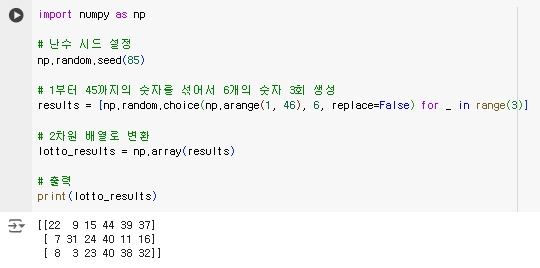 import numpy as np
# 난수 시드 설정
np.random.seed(85)
# 1부터 45까지의 숫자를 섞어서 6개의 숫자 3회 생성
results = [np.random.choice(np.arange(1, 46), 6, replace=False) for _ in range(3)]
# 2차원 배열로 변환
lotto_results = np.array(results)
# 출력
print(lotto_results)
[[22  9 15 44 39 37]
 [ 7 31 24 40 11 16]
 [ 8  3 23 40 38 32]]